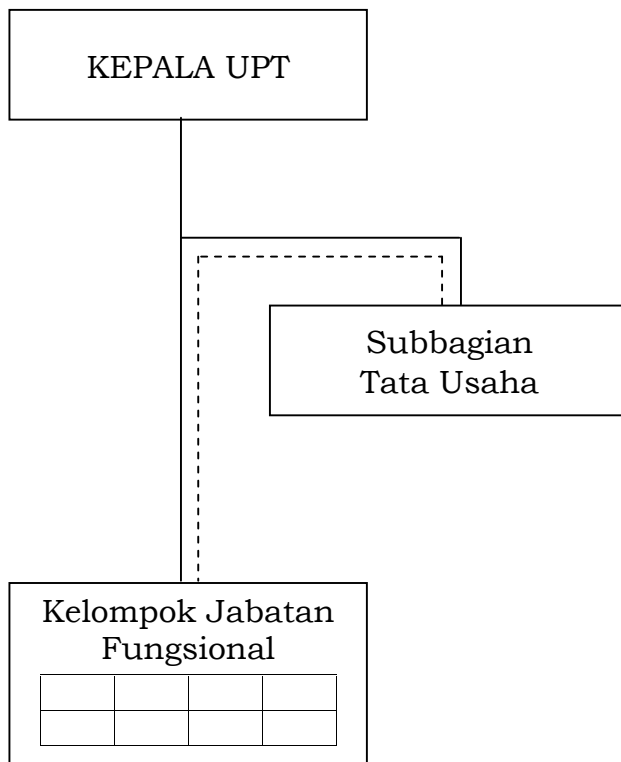 KEPALA UPT
Subbagian
Tata Usaha
Kelompok Jabatan
Fungsional